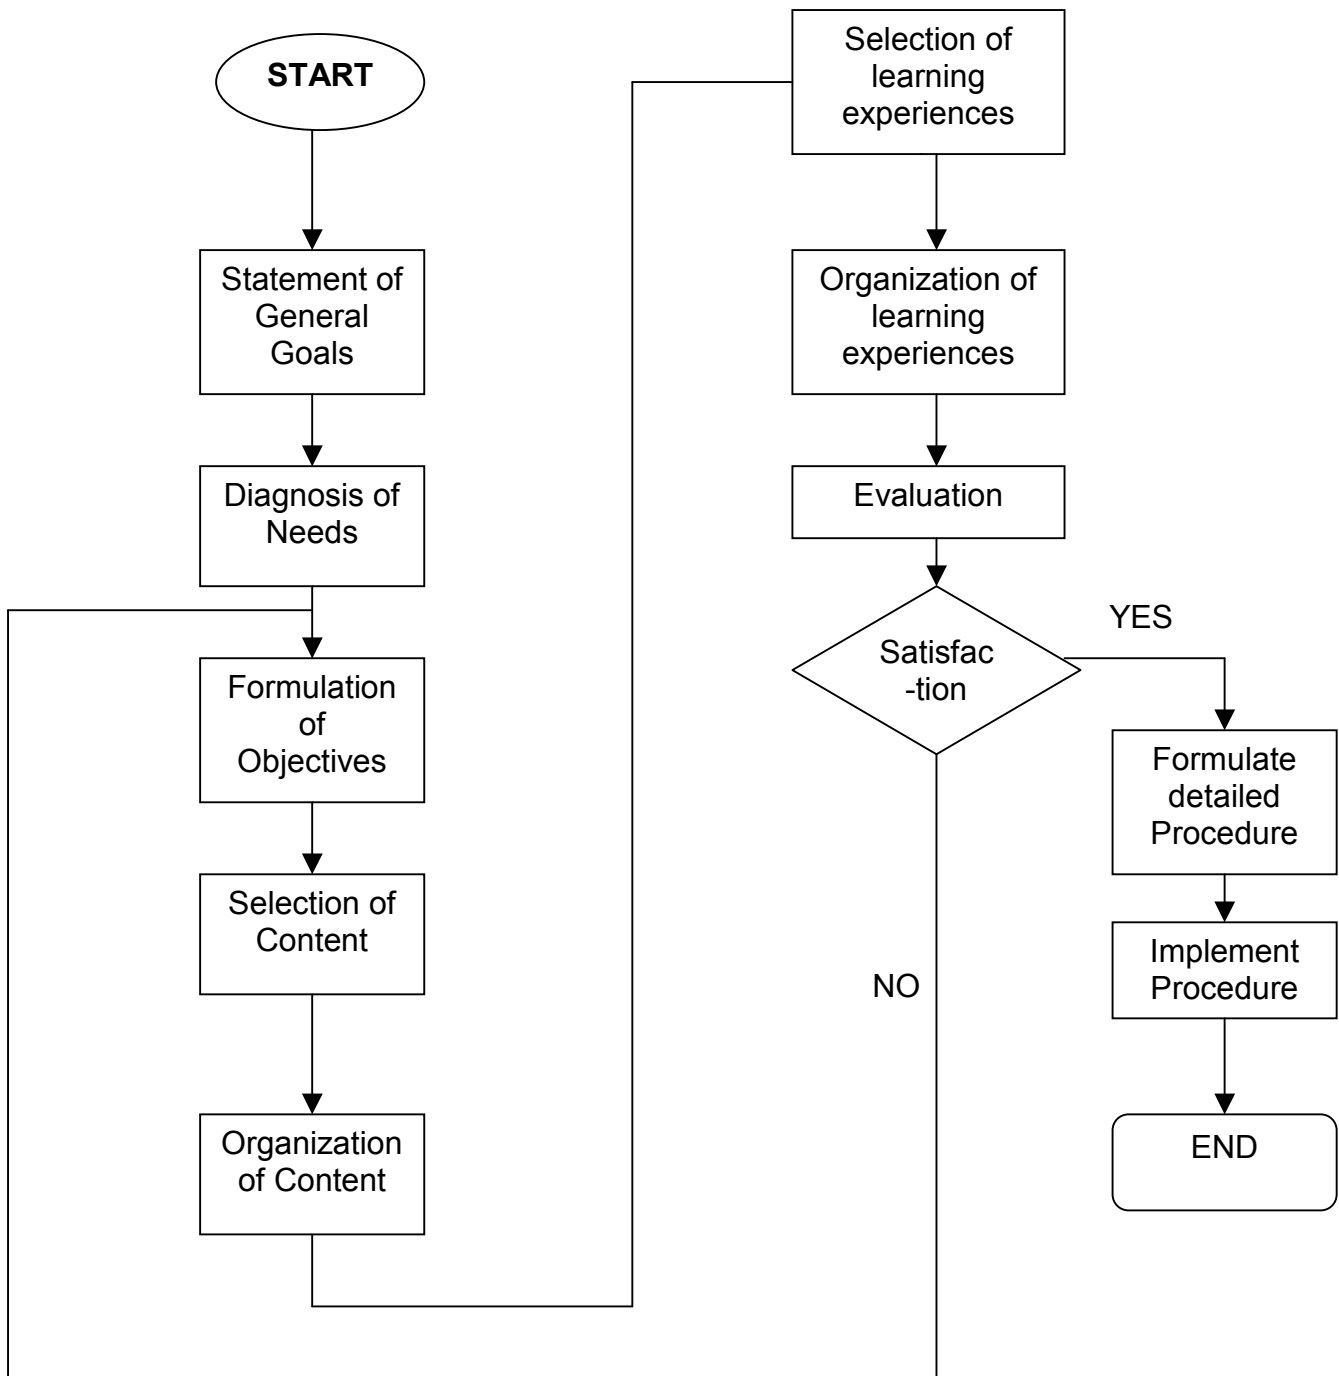 START
Statement of
General
Goals
Diagnosis of
Needs
Formulation
of
Objectives
Selection of
Content
Organization
of Content
Selection of
learning
experiences
Organization of
learning
experiences
Evaluation
Satisfac
-tion
YES
NO
Formulate
detailed
Procedure
Implement
Procedure
END